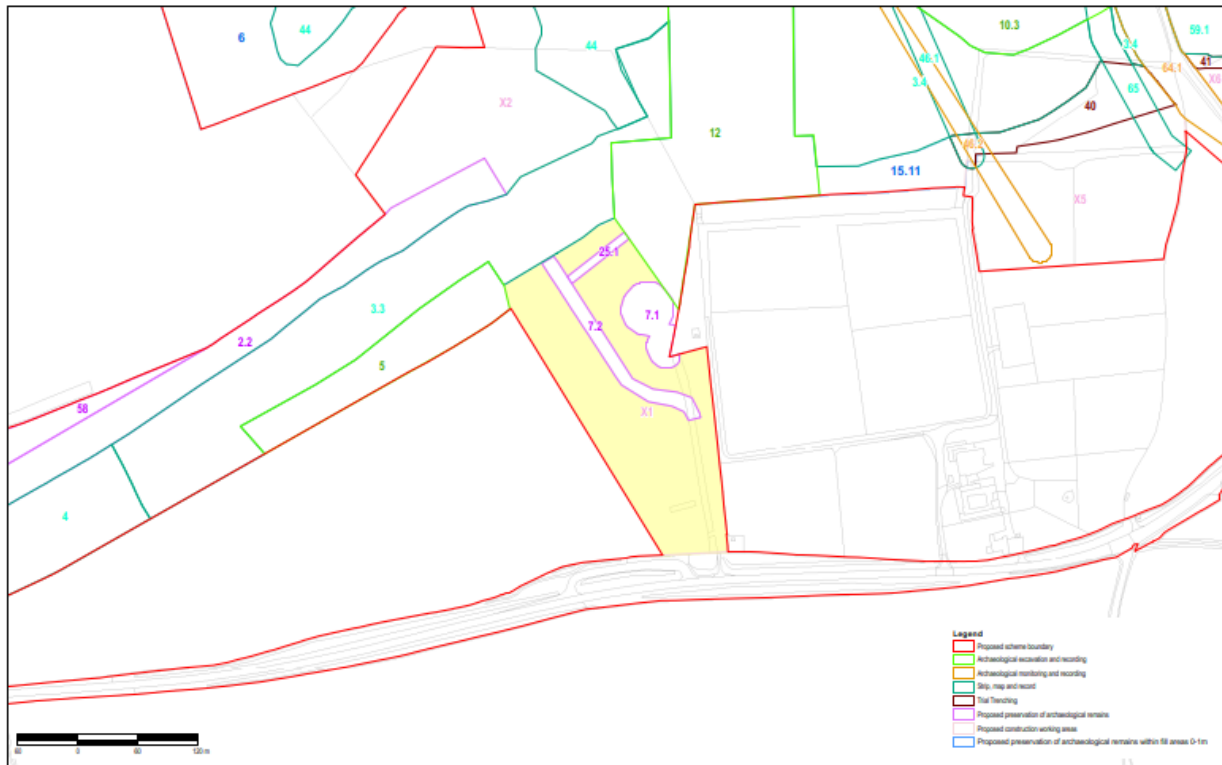 6
44
44
10.3
59.1
46.1
3.4
3.4
64.1
41
X6
65
X2
3.4
40
12
46.2
15.11
X5
25.1
7.1
7.2
3.3
2.2
5
58
X1
4
Legend
Proposed scheme boundary
Archaeological excavation and recording
Archaeological monitoring and recording
Strip, map and record
Trial Trenching
Proposed preservation of archaeological remains
Proposed construction working areas
Proposed preservation of archaeological remains within fill areas 0-1m
60 0 60 120 m